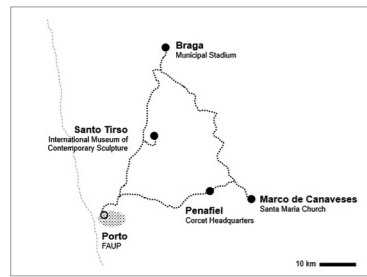 Braga
Municipal Stadium
Santo Tirso
International Museum of
Contemporary Sculpture
Penafiel
Corcet Headquarters
Marco de Canaveses
Santa Maria Church
Porto
FAUP
10 km